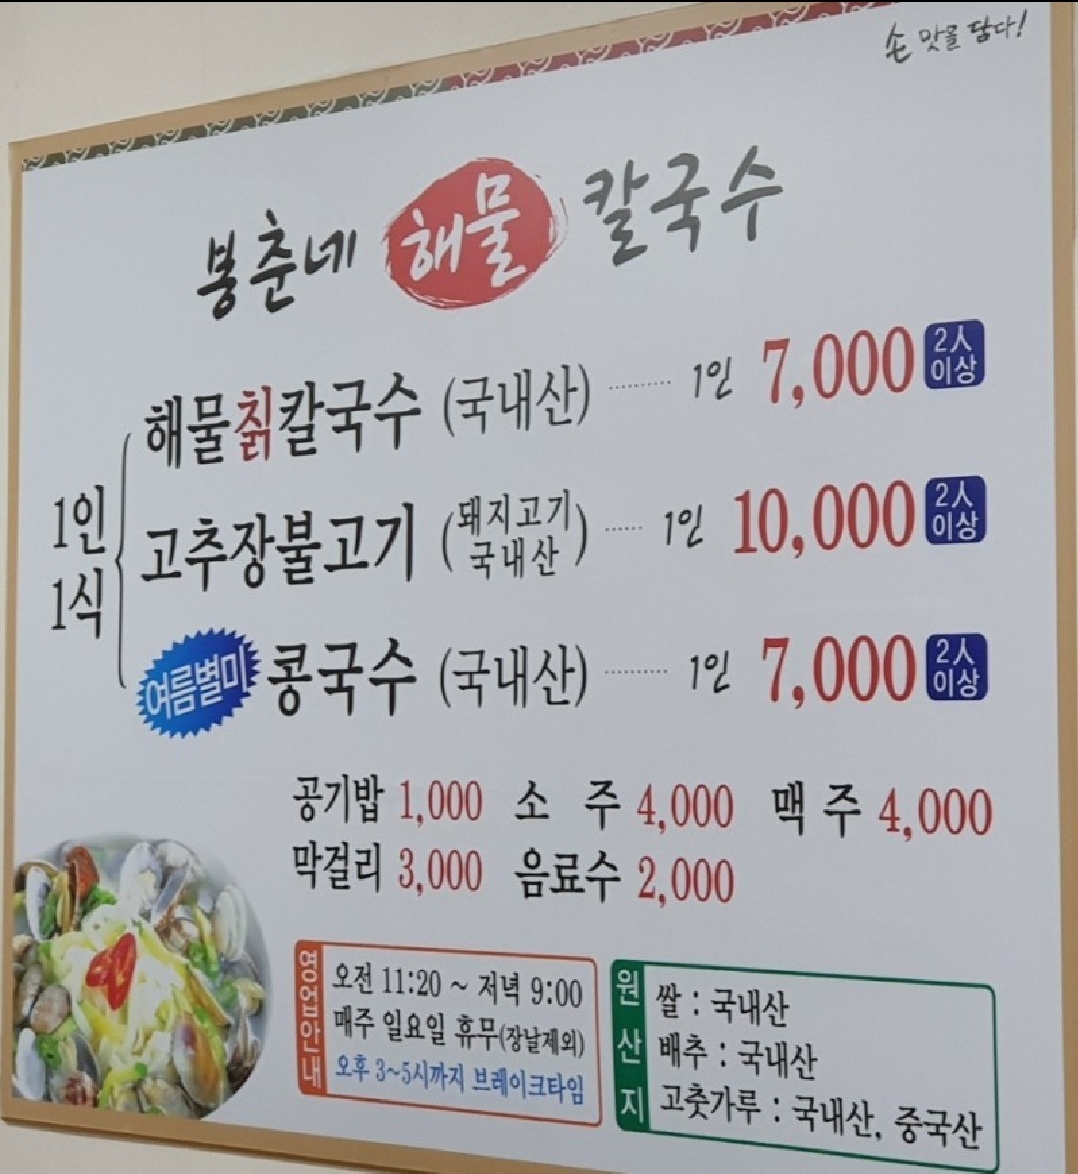 손 맛을 담다!
봉춘네 해물 칼국수
1인
1식
해물칡칼국수 (국내산) ········· 1인 7,000 2人 이상
고추장불고기 (돼지고기 국내산) ······ 1인 10,000 2人 이상
여름별미 콩국수 (국내산) ········· 1인 7,000 2人 이상
공기밥 1,000 소 주 4,000 맥 주 4,000
막걸리 3,000 음료수 2,000
영업안내
오전 11:20 ~ 저녁 9:00
매주 일요일 휴무(장날제외)
오후 3~5시까지 브레이크타임
원산지
쌀 : 국내산
배추 : 국내산
고춧가루 : 국내산, 중국산